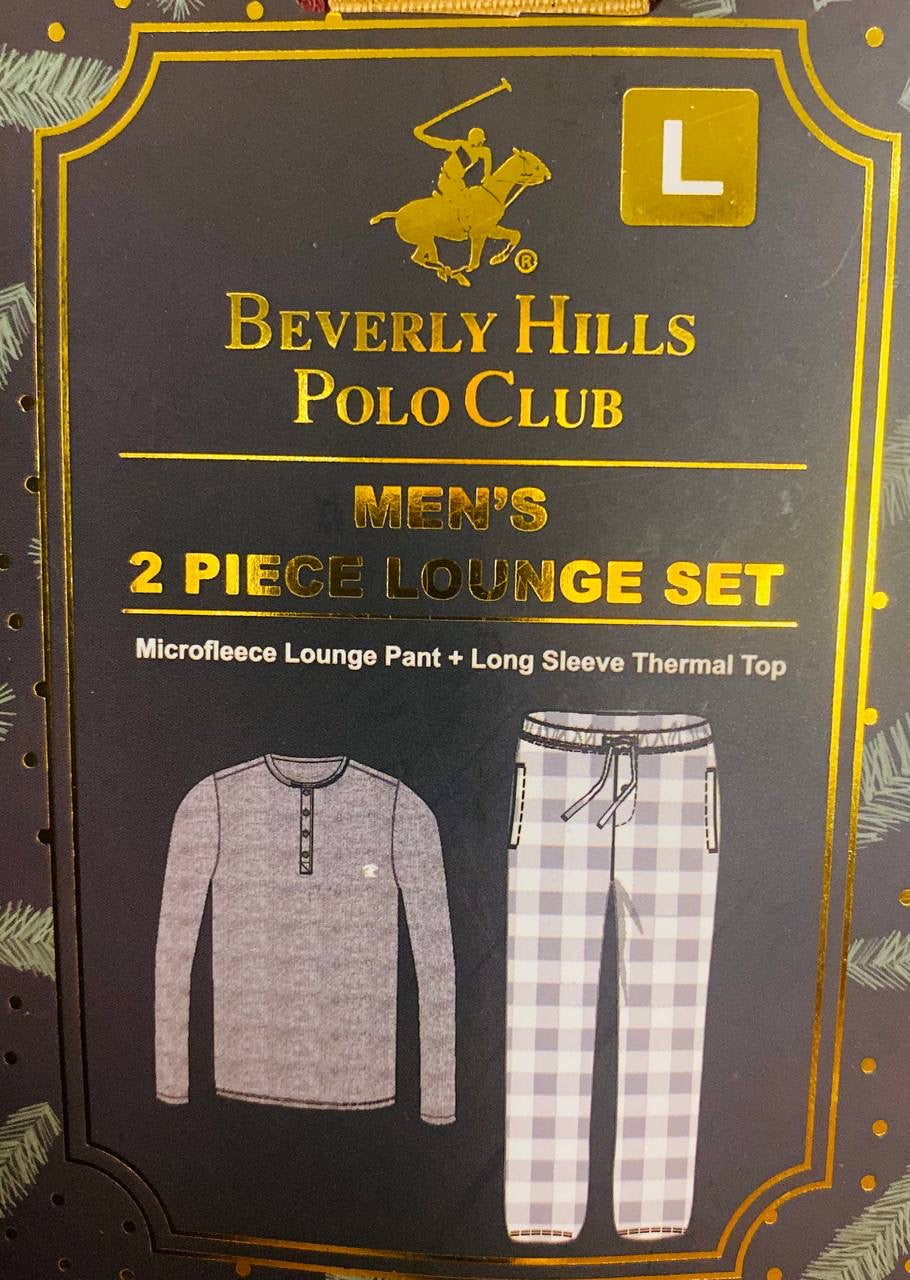 L
®
BEVERLY HILLS
POLO CLUB
MEN'S
2 PIECE LOUNGE SET
Microfleece Lounge Pant + Long Sleeve Thermal Top